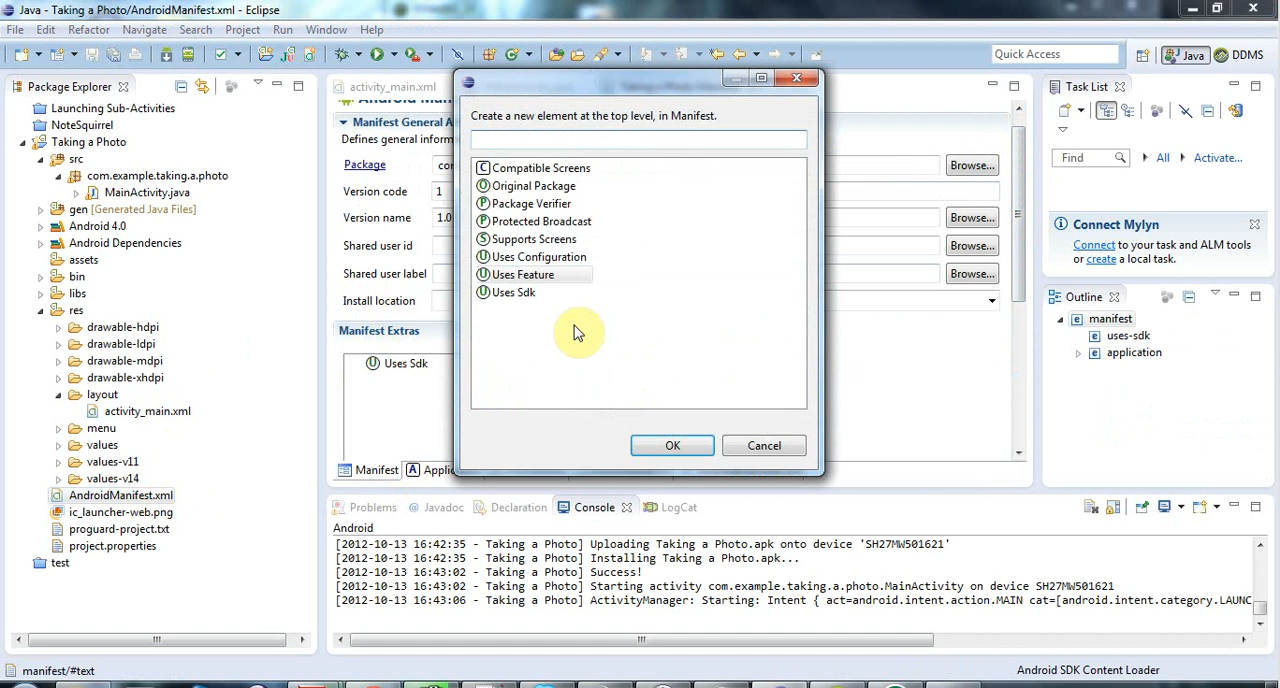 Java - Taking a Photo/AndroidManifest.xml - Eclipse
File Edit Refactor Navigate Search Project Run Window Help
Quick Access
Java
DDMS
Package Explorer
Launching Sub-Activities
NoteSquirrel
Taking a Photo
src
com.example.taking.a.photo
MainActivity.java
gen [Generated Java Files]
Android 4.0
Android Dependencies
assets
bin
libs
res
drawable-hdpi
drawable-ldpi
drawable-mdpi
drawable-xhdpi
layout
activity_main.xml
menu
values
values-v11
values-v14
AndroidManifest.xml
ic_launcher-web.png
proguard-project.txt
project.properties
test
activity_main.xml
Manifest General A
Defines general inform
Package
Browse...
Version code
1
Version name
1.0
Browse...
Shared user id
Browse...
Shared user label
Browse...
Install location
Manifest Extras
U Uses Sdk
Manifest
A Appli
Create a new element at the top level, in Manifest.
C Compatible Screens
O Original Package
P Package Verifier
P Protected Broadcast
S Supports Screens
U Uses Configuration
U Uses Feature
U Uses Sdk
OK
Cancel
Task List
Find
All
Activate...
Connect Mylyn
Connect to your task and ALM tools
or create a local task.
Outline
manifest
uses-sdk
application
Problems
@ Javadoc
Declaration
Console
LogCat
Android
[2012-10-13 16:42:35 - Taking a Photo] Uploading Taking a Photo.apk onto device 'SH27MW501621'
[2012-10-13 16:42:35 - Taking a Photo] Installing Taking a Photo.apk...
[2012-10-13 16:43:02 - Taking a Photo] Success!
[2012-10-13 16:43:02 - Taking a Photo] Starting activity com.example.taking.a.photo.MainActivity on device SH27MW501621
[2012-10-13 16:43:06 - Taking a Photo] ActivityManager: Starting: Intent { act=android.intent.action.MAIN cat=[android.intent.category.LAUNC
manifest/#text
Android SDK Content Loader